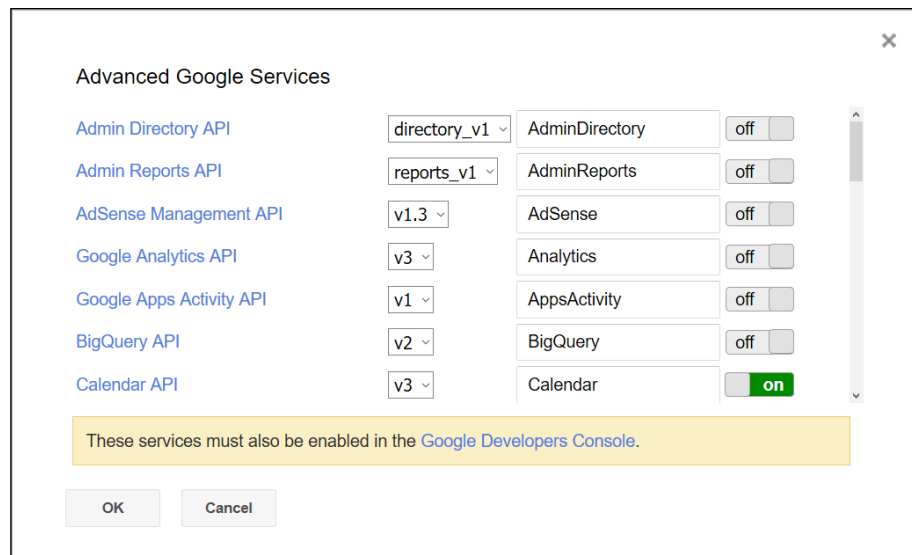 Advanced Google Services
Admin Directory API directory_v1 AdminDirectory off
Admin Reports API reports_v1 AdminReports off
AdSense Management API v1.3 AdSense off
Google Analytics API v3 Analytics off
Google Apps Activity API v1 AppsActivity off
BigQuery API v2 BigQuery off
Calendar API v3 Calendar on
These services must also be enabled in the Google Developers Console.
OK Cancel